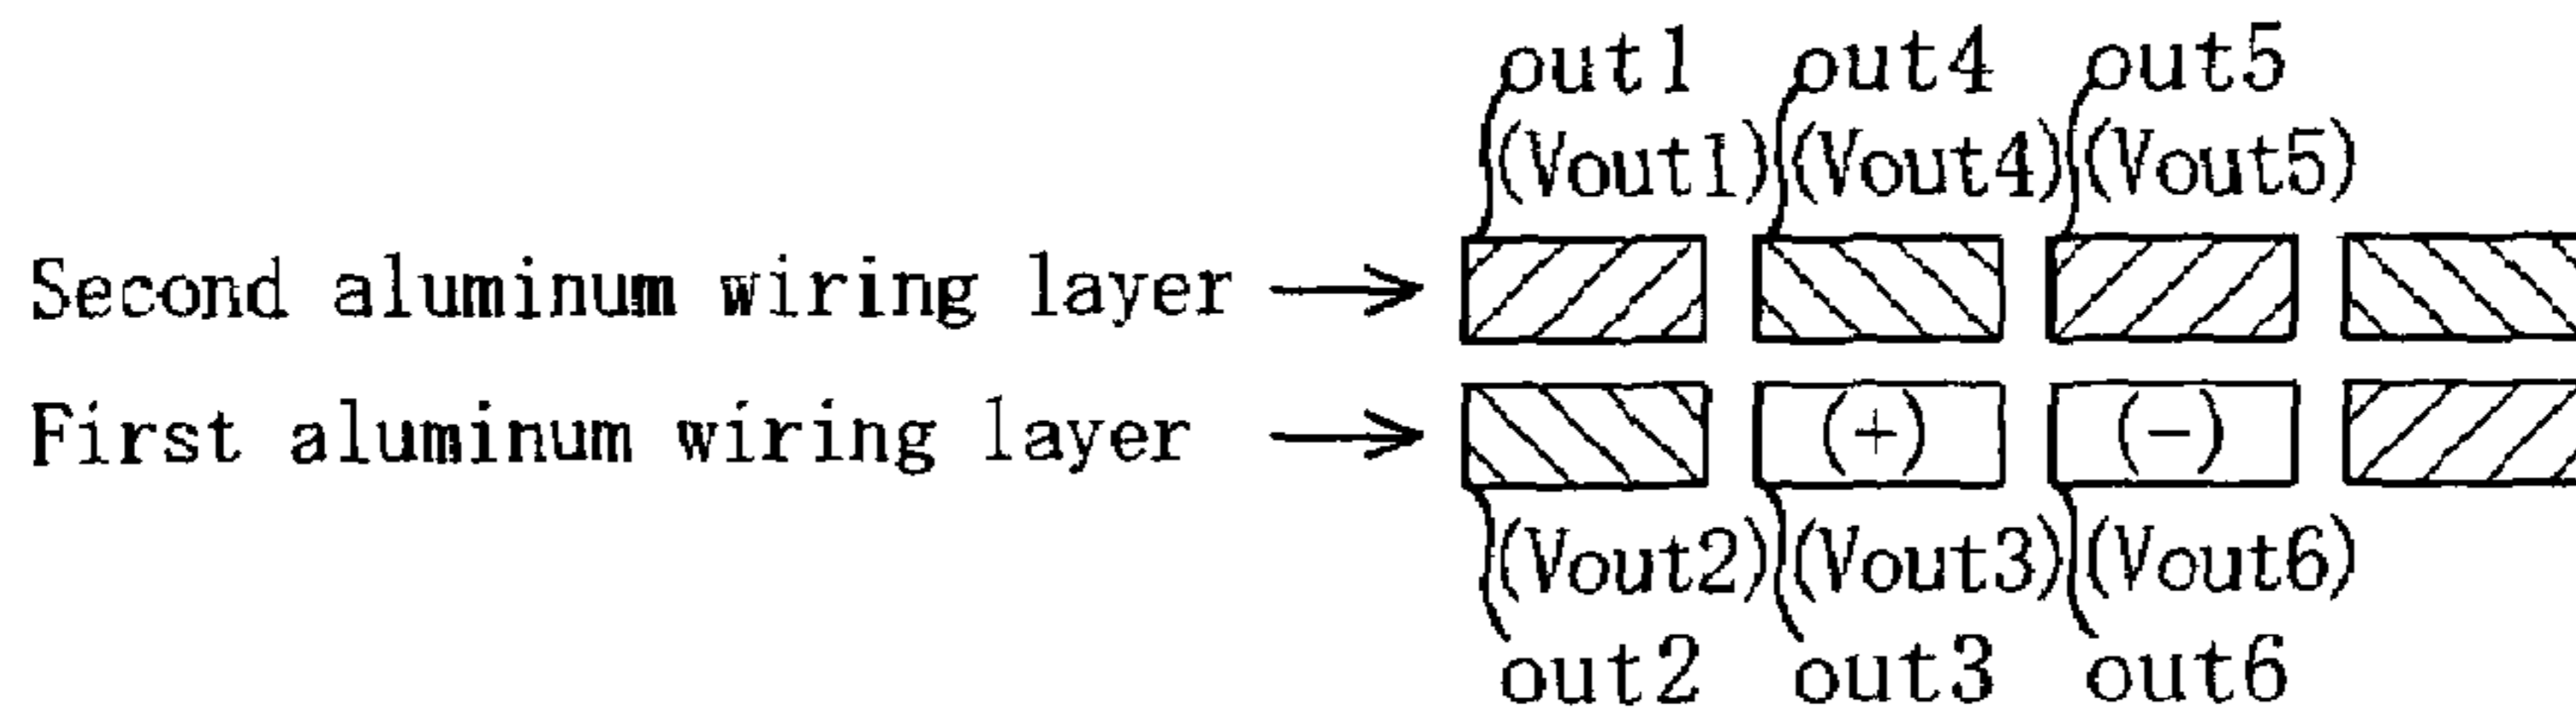 out1 out4 out5
(Vout1) (Vout4) (Vout5)
Second aluminum wiring layer
First aluminum wiring layer (+) (-)
(Vout2) (Vout3) (Vout6)
out2 out3 out6